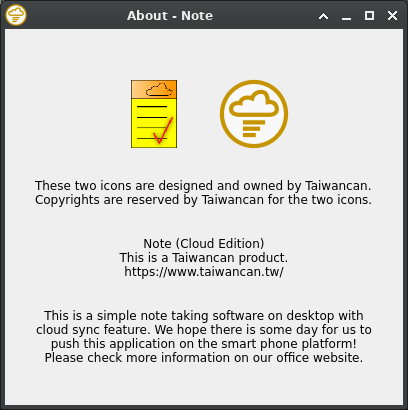 About - Note
These two icons are designed and owned by Taiwancan.
Copyrights are reserved by Taiwancan for the two icons.
Note (Cloud Edition)
This is a Taiwancan product.
https://www.taiwancan.tw/
This is a simple note taking software on desktop with
cloud sync feature. We hope there is some day for us to
push this application on the smart phone platform!
Please check more information on our office website.